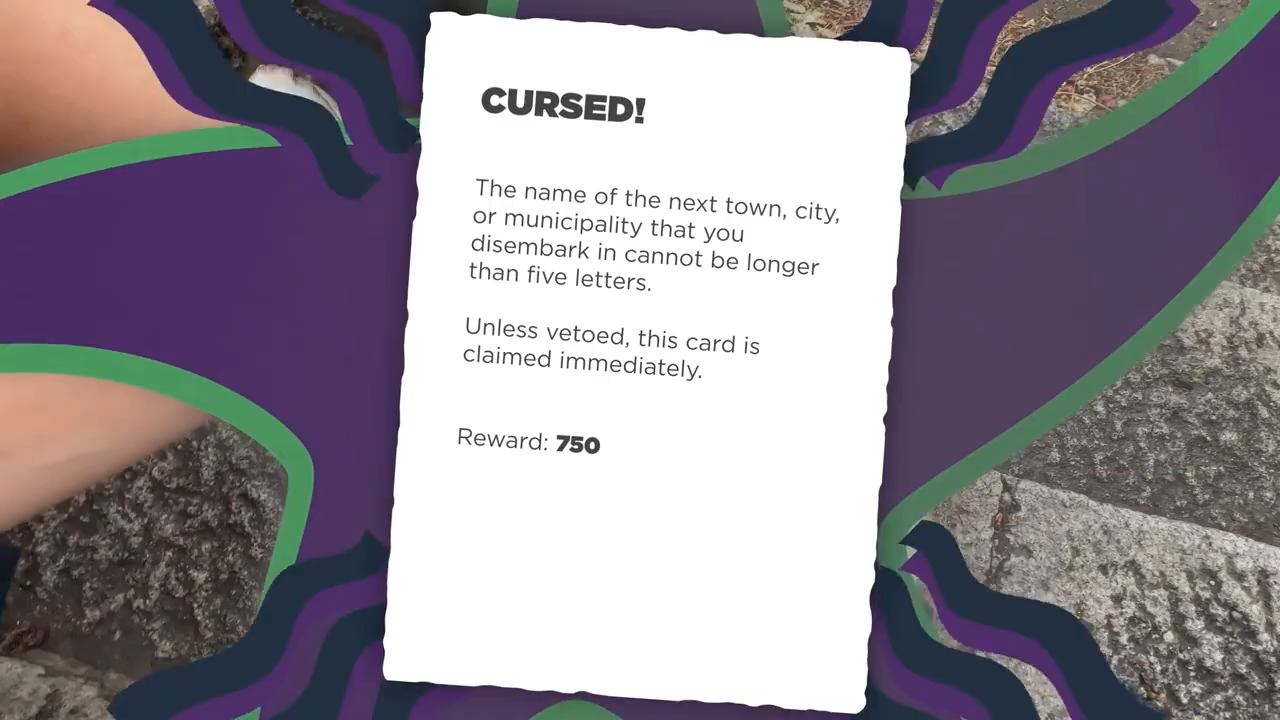 CURSED!
The name of the next town, city,
or municipality that you
disembark in cannot be longer
than five letters.
Unless vetoed, this card is
claimed immediately.
Reward: 750